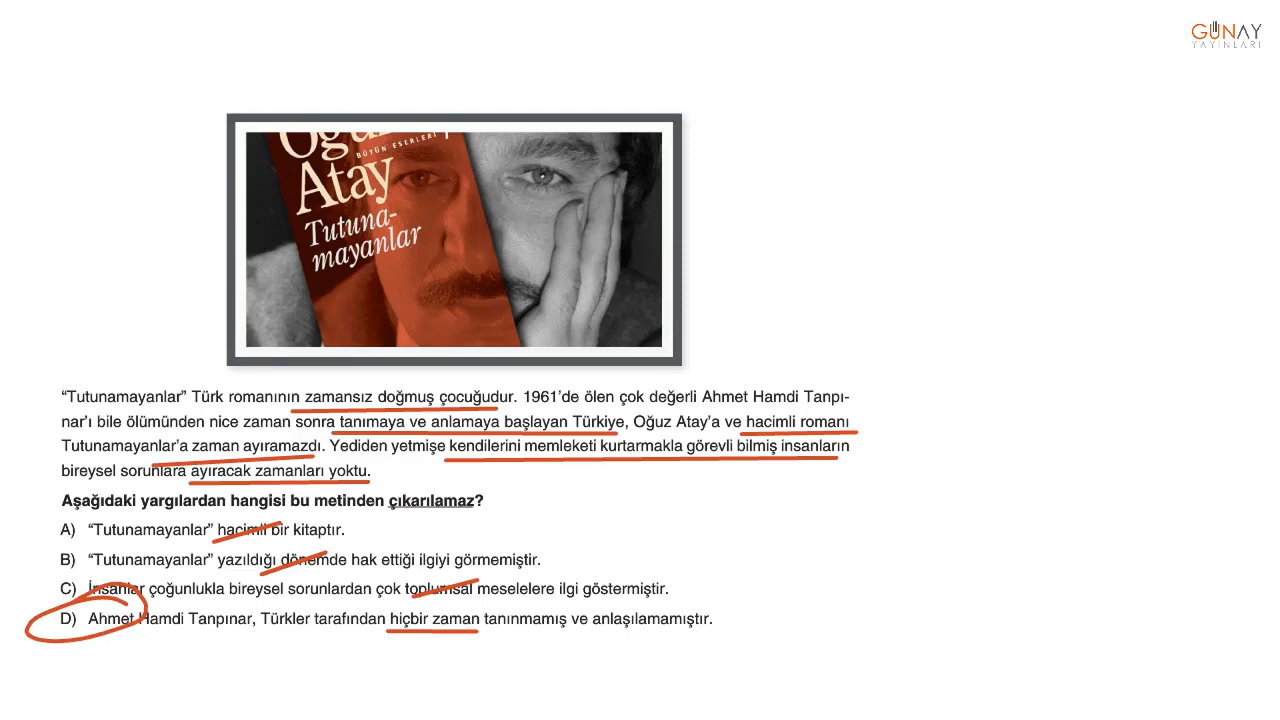 GÜNAY
YAYINLARI
Oğuz
BÜTÜN ESERLERİ
Atay
Tutuna-
mayanlar
“Tutunamayanlar” Türk romanının zamansız doğmuş çocuğudur. 1961’de ölen çok değerli Ahmet Hamdi Tanpı-
nar’ı bile ölümünden nice zaman sonra tanımaya ve anlamaya başlayan Türkiye, Oğuz Atay’a ve hacimli romanı
Tutunamayanlar’a zaman ayıramazdı. Yediden yetmişe kendilerini memleketi kurtarmakla görevli bilmiş insanların
bireysel sorunlara ayıracak zamanları yoktu.
Aşağıdaki yargılardan hangisi bu metinden çıkarılamaz?
A) “Tutunamayanlar” hacimli bir kitaptır.
B) “Tutunamayanlar” yazıldığı dönemde hak ettiği ilgiyi görmemiştir.
C) İnsanlar çoğunlukla bireysel sorunlardan çok toplumsal meselelere ilgi göstermiştir.
D) Ahmet Hamdi Tanpınar, Türkler tarafından hiçbir zaman tanınmamış ve anlaşılamamıştır.